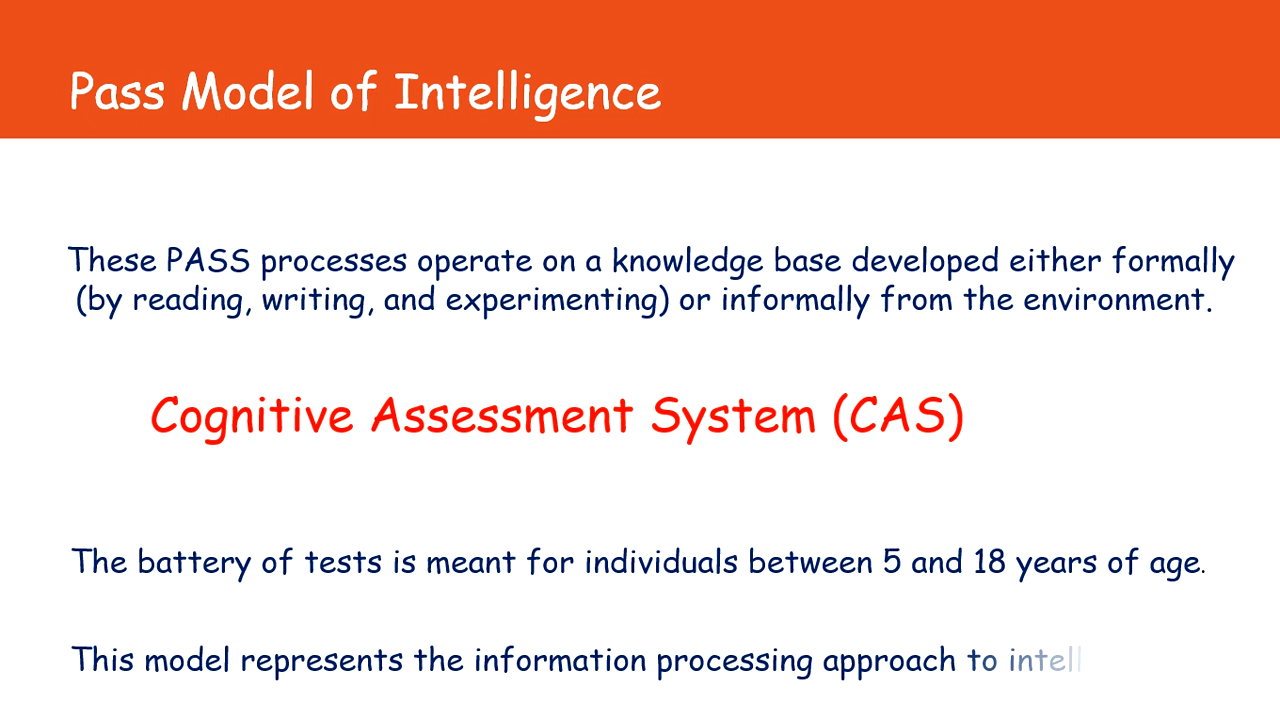 Pass Model of Intelligence
These PASS processes operate on a knowledge base developed either formally
(by reading, writing, and experimenting) or informally from the environment.
Cognitive Assessment System (CAS)
The battery of tests is meant for individuals between 5 and 18 years of age.
This model represents the information processing approach to intell